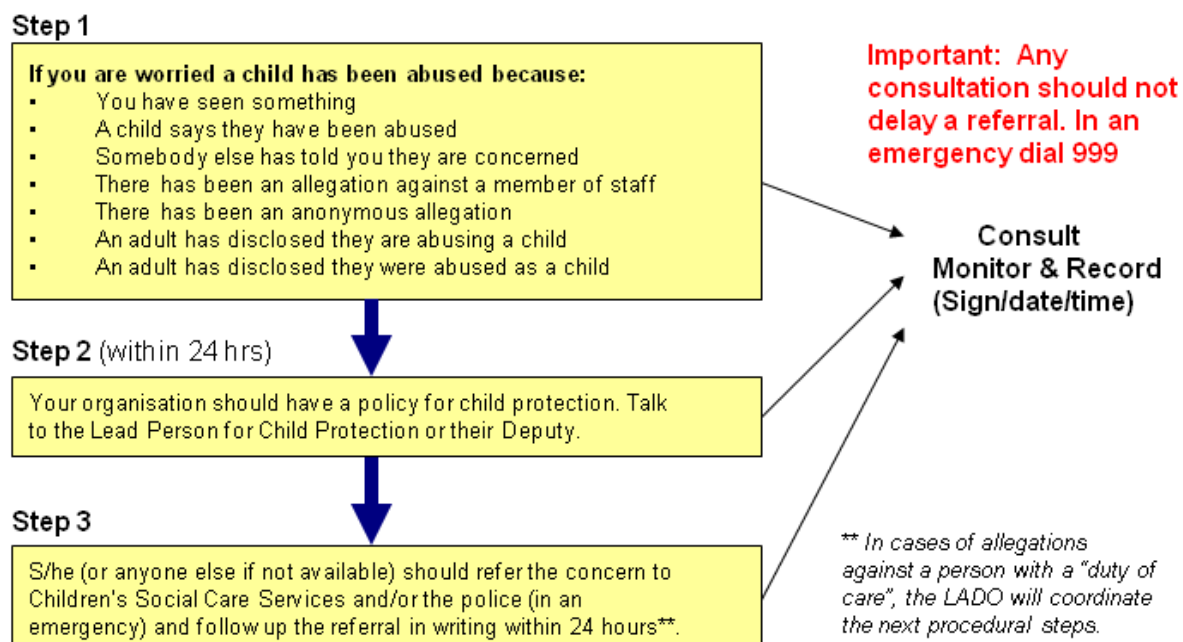 Step 1
If you are worried a child has been abused because:
▪ You have seen something
▪ A child says they have been abused
▪ Somebody else has told you they are concerned
▪ There has been an allegation against a member of staff
▪ There has been an anonymous allegation
▪ An adult has disclosed they are abusing a child
▪ An adult has disclosed they were abused as a child
Important: Any
consultation should not
delay a referral. In an
emergency dial 999
Consult
Monitor & Record
(Sign/date/time)
Step 2 (within 24 hrs)
Your organisation should have a policy for child protection. Talk
to the Lead Person for Child Protection or their Deputy.
Step 3
S/he (or anyone else if not available) should refer the concern to
Children's Social Care Services and/or the police (in an
emergency) and follow up the referral in writing within 24 hours**.
** In cases of allegations
against a person with a "duty of
care", the LADO will coordinate
the next procedural steps.